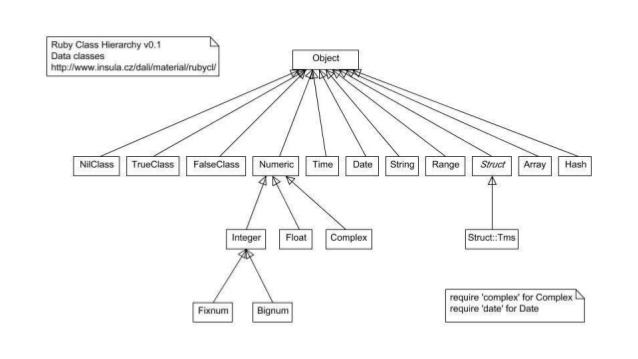 Ruby Class Hierarchy v0.1
Data classes
http://www.insula.cz/dali/material/rubycl/
Object
NilClass TrueClass FalseClass Numeric Time Date String Range Struct Array Hash
Integer Float Complex Struct::Tms
Fixnum Bignum
require 'complex' for Complex
require 'date' for Date